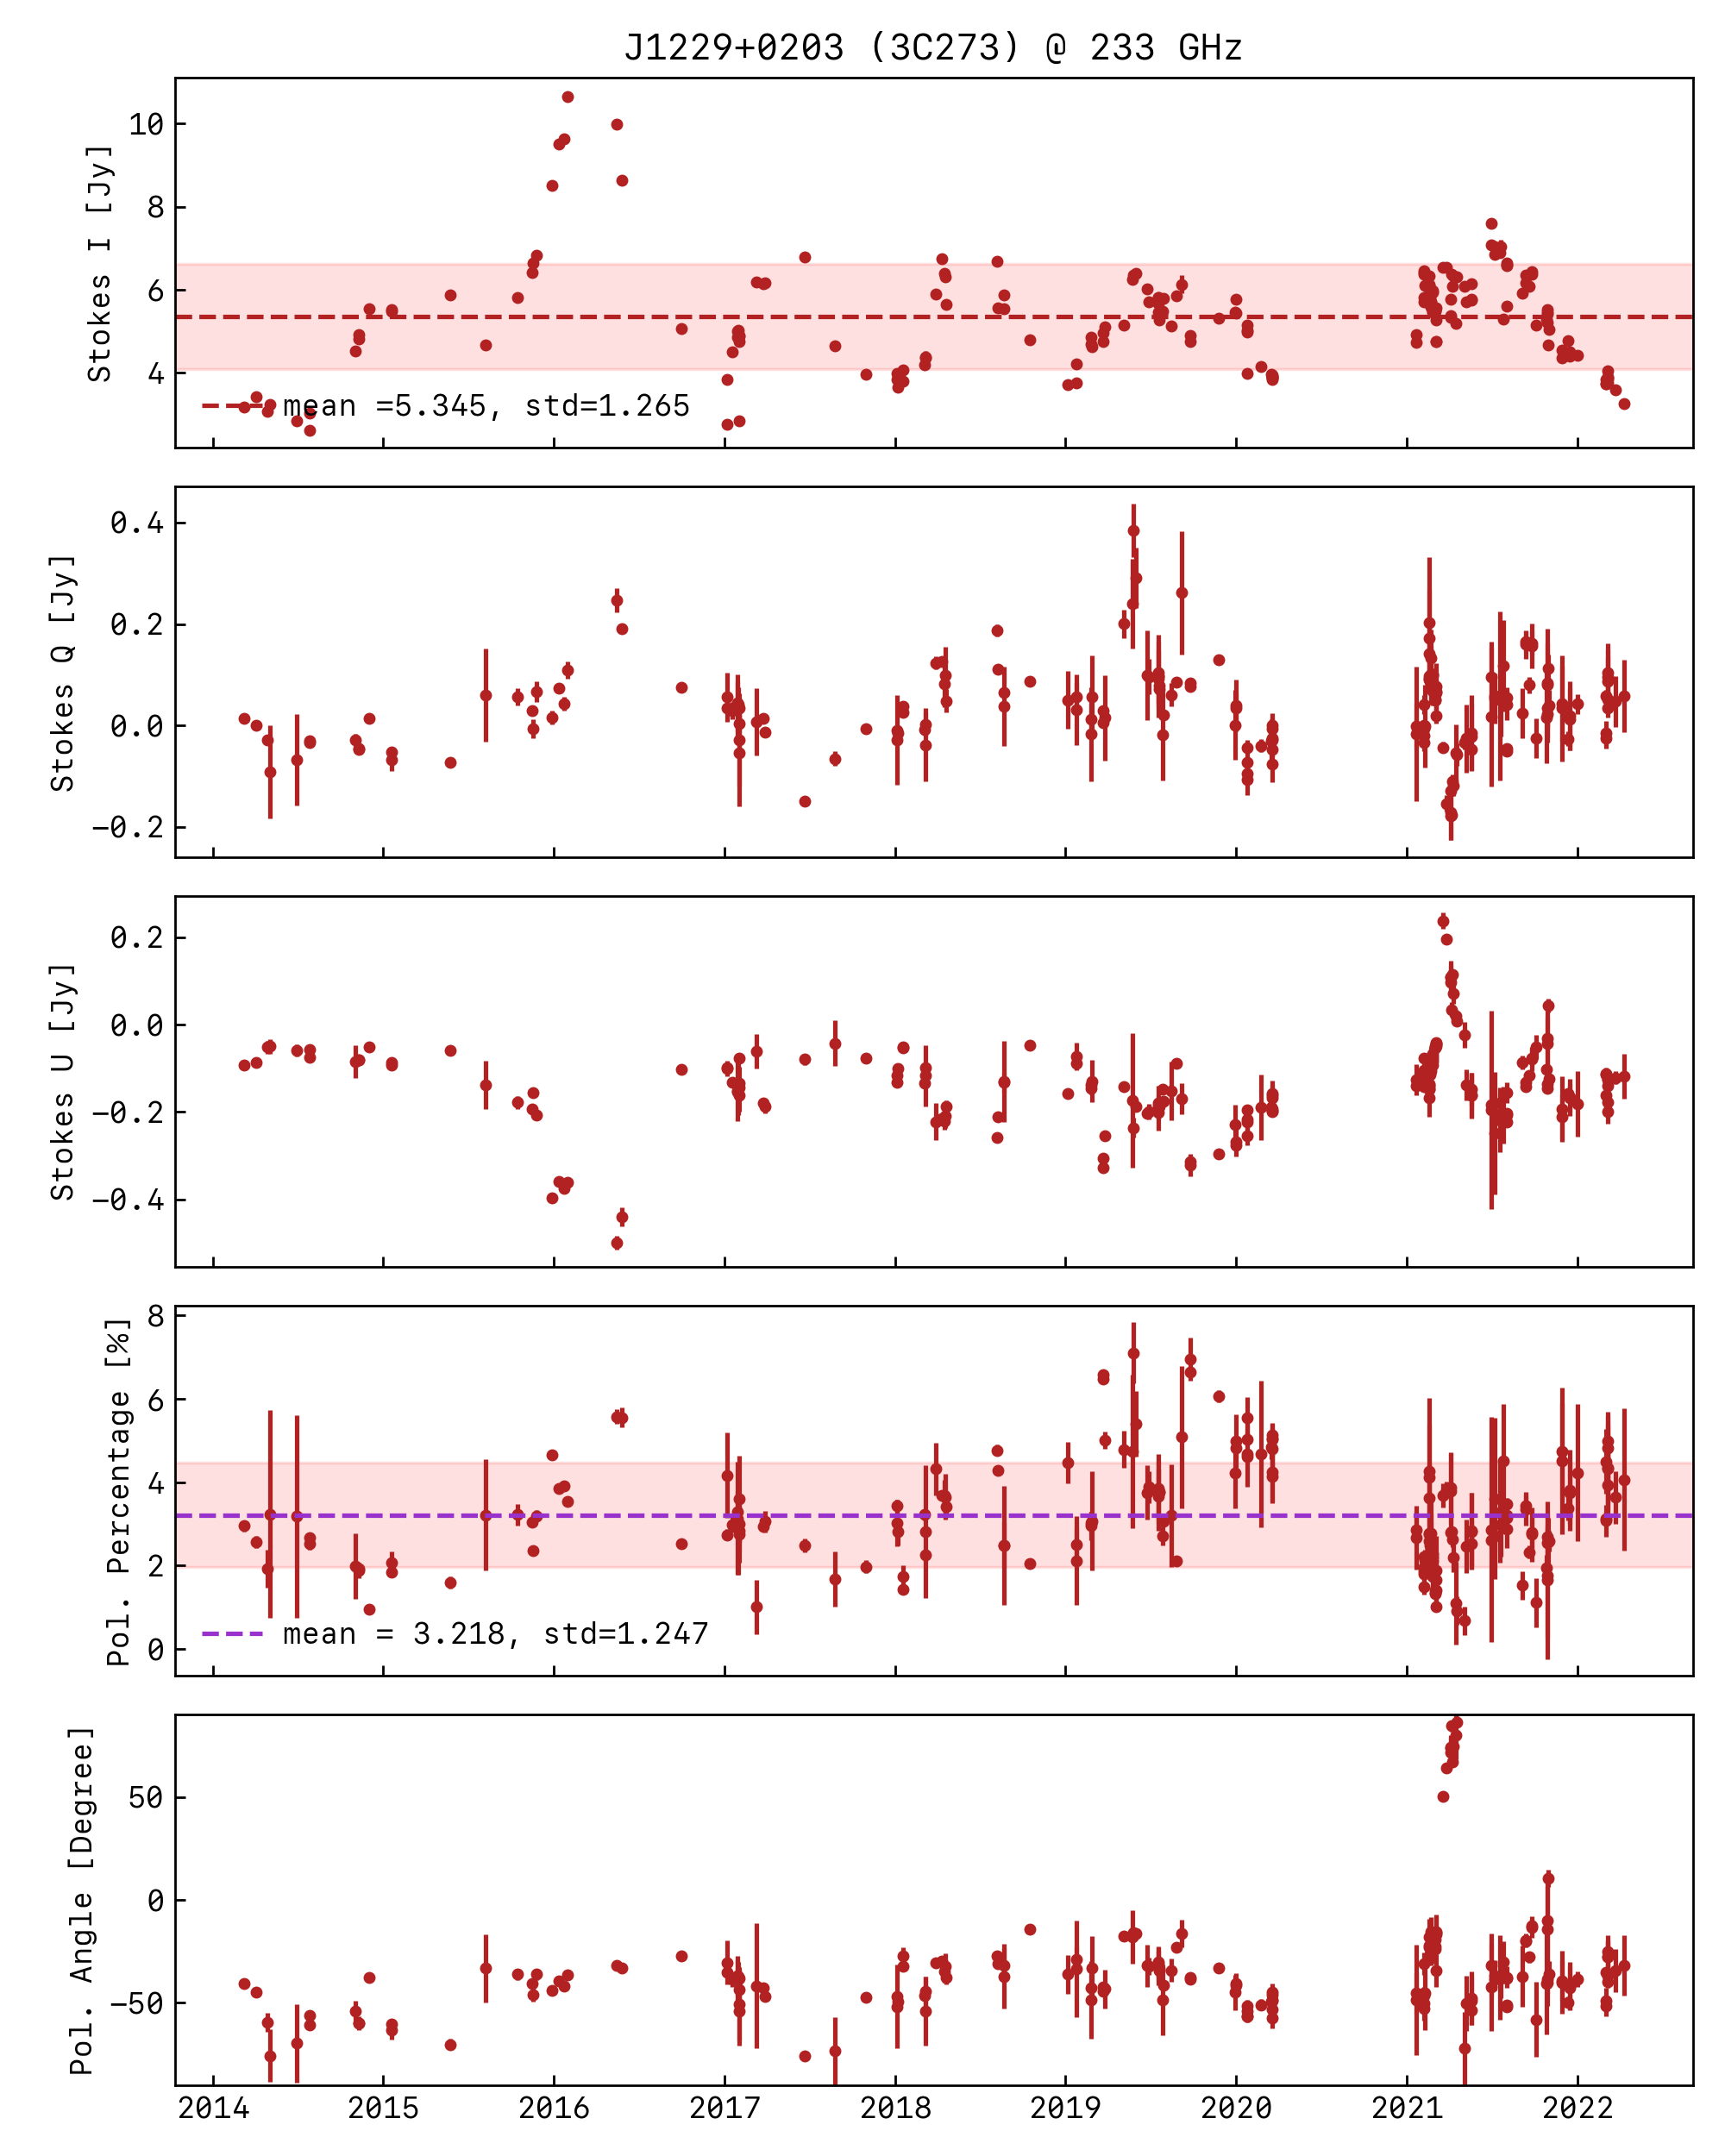 J1229+0203 (3C273) @ 233 GHz
Stokes I [Jy]
10
8
6
4
mean =5.345, std=1.265
Stokes Q [Jy]
0.4
0.2
0.0
−0.2
Stokes U [Jy]
0.2
0.0
−0.2
−0.4
Pol. Percentage [%]
8
6
4
2
0
mean = 3.218, std=1.247
Pol. Angle [Degree]
50
0
−50
2014 2015 2016 2017 2018 2019 2020 2021 2022